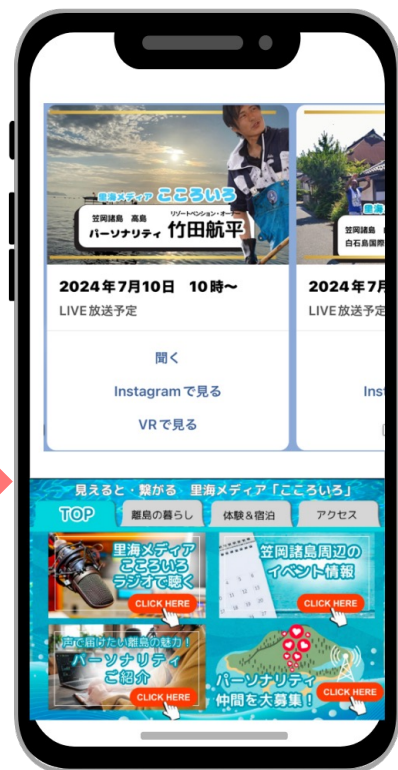 里海メディア こころいろ
リゾートペンション・オーナー
笠岡諸島 高島
パーソナリティ 竹田航平
2024年7月10日 10時～
LIVE放送予定
聞く
Instagramで見る
VRで見る
里海
笠岡諸島
白石島国際
2024年7月
LIVE放送予定
Ins
見えると・繋がる 里海メディア「こころいろ」
TOP
離島の暮らし
体験&宿泊
アクセス
里海メディア
こころいろ
ラジオで聴く
CLICK HERE
笠岡諸島周辺の
イベント情報
CLICK HERE
声で届けたい離島の魅力！
パーソナリティ
ご紹介
CLICK HERE
パーソナリティ
仲間を大募集！
CLICK HERE